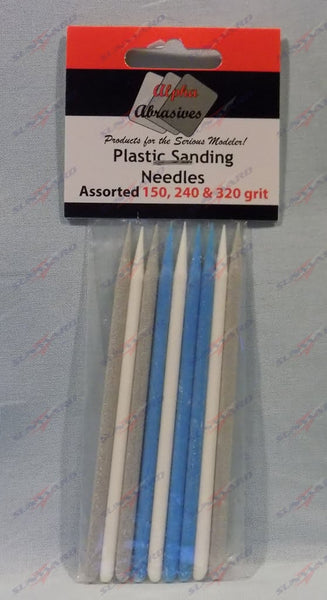 Alpha
Abrasives
Products for the Serious Modeler!
Plastic Sanding
Needles
Assorted 150, 240 & 320 grit